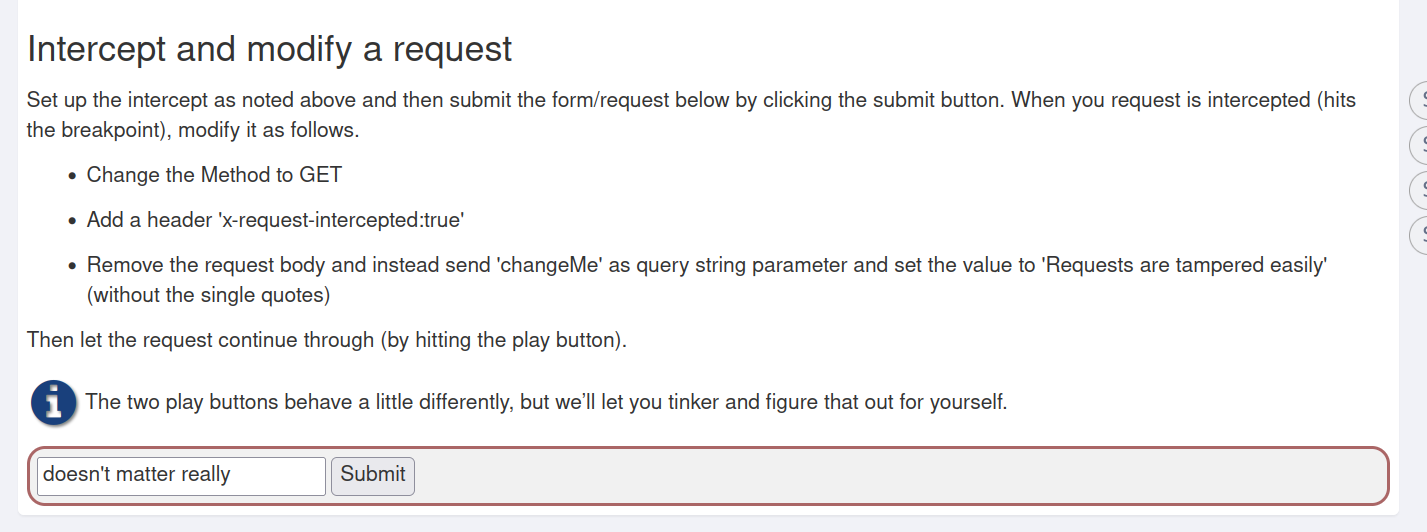 Intercept and modify a request
Set up the intercept as noted above and then submit the form/request below by clicking the submit button. When you request is intercepted (hits
the breakpoint), modify it as follows.
• Change the Method to GET
• Add a header 'x-request-intercepted:true'
• Remove the request body and instead send 'changeMe' as query string parameter and set the value to 'Requests are tampered easily'
(without the single quotes)
Then let the request continue through (by hitting the play button).
The two play buttons behave a little differently, but we’ll let you tinker and figure that out for yourself.
doesn't matter really Submit